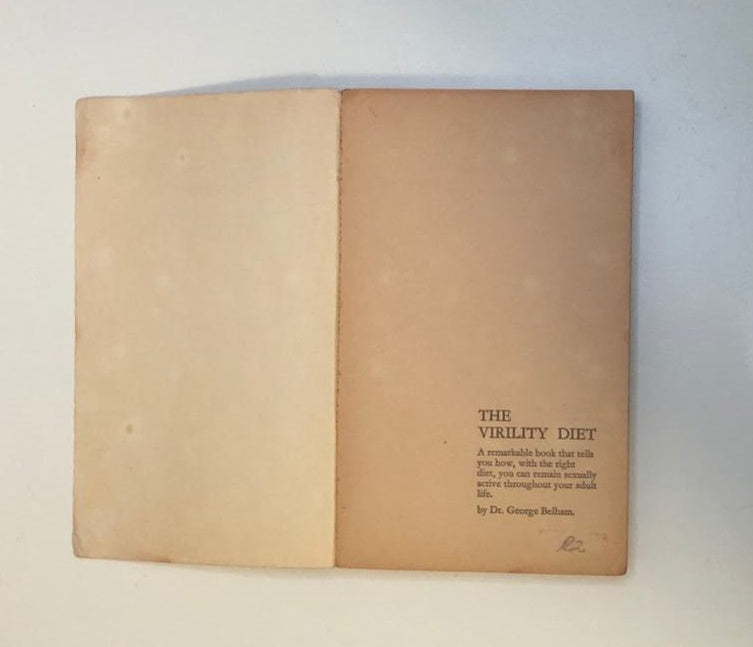 THE
VIRILITY DIET
A remarkable book that tells
you how, with the right
diet, you can remain sexually
active throughout your adult
life.
by Dr. George Belham.
R2